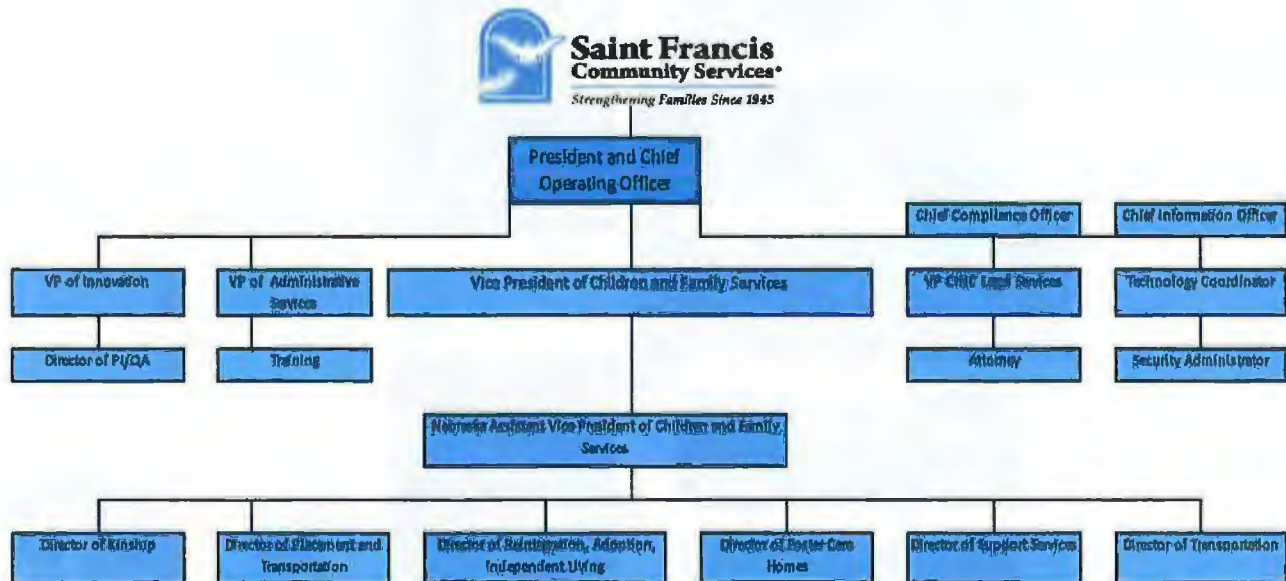 Saint Francis
Community Services
Strengthening Families Since 1945
President and Chief
Operating Officer
Chief Compliance Officer
Chief Information Officer
VP of Innovation
VP of Administrative
Services
Vice President of Children and Family Services
VP Chief Legal Services
Technology Coordinator
Director of PI/QA
Training
Attorney
Security Administrator
Nebraska Assistant Vice President of Children and Family
Services
Director of Kinship
Director of Placement and
Transportation
Director of Reintegration, Adoption,
Independent Living
Director of Foster Care
Homes
Director of Support Services
Director of Transportation